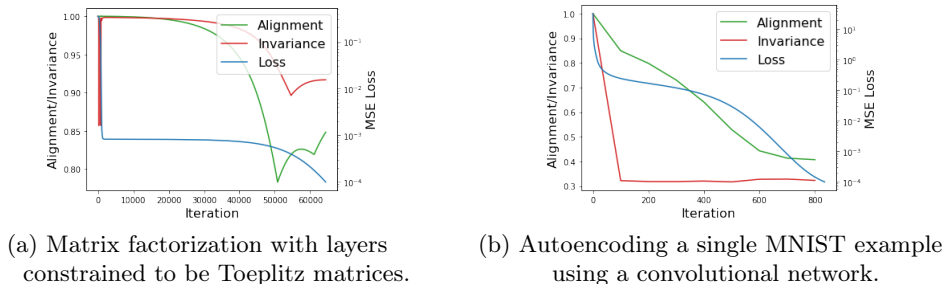 1.00
0.95
0.90
0.85
0.80
Alignment/Invariance
0 10000 20000 30000 40000 50000 60000
Iteration
10⁻¹
10⁻²
10⁻³
10⁻⁴
MSE Loss
Alignment
Invariance
Loss
(a) Matrix factorization with layers
constrained to be Toeplitz matrices.
1.0
0.9
0.8
0.7
0.6
0.5
0.4
0.3
Alignment/Invariance
0 200 400 600 800
Iteration
10¹
10⁰
10⁻¹
10⁻²
10⁻³
10⁻⁴
MSE Loss
Alignment
Invariance
Loss
(b) Autoencoding a single MNIST example
using a convolutional network.